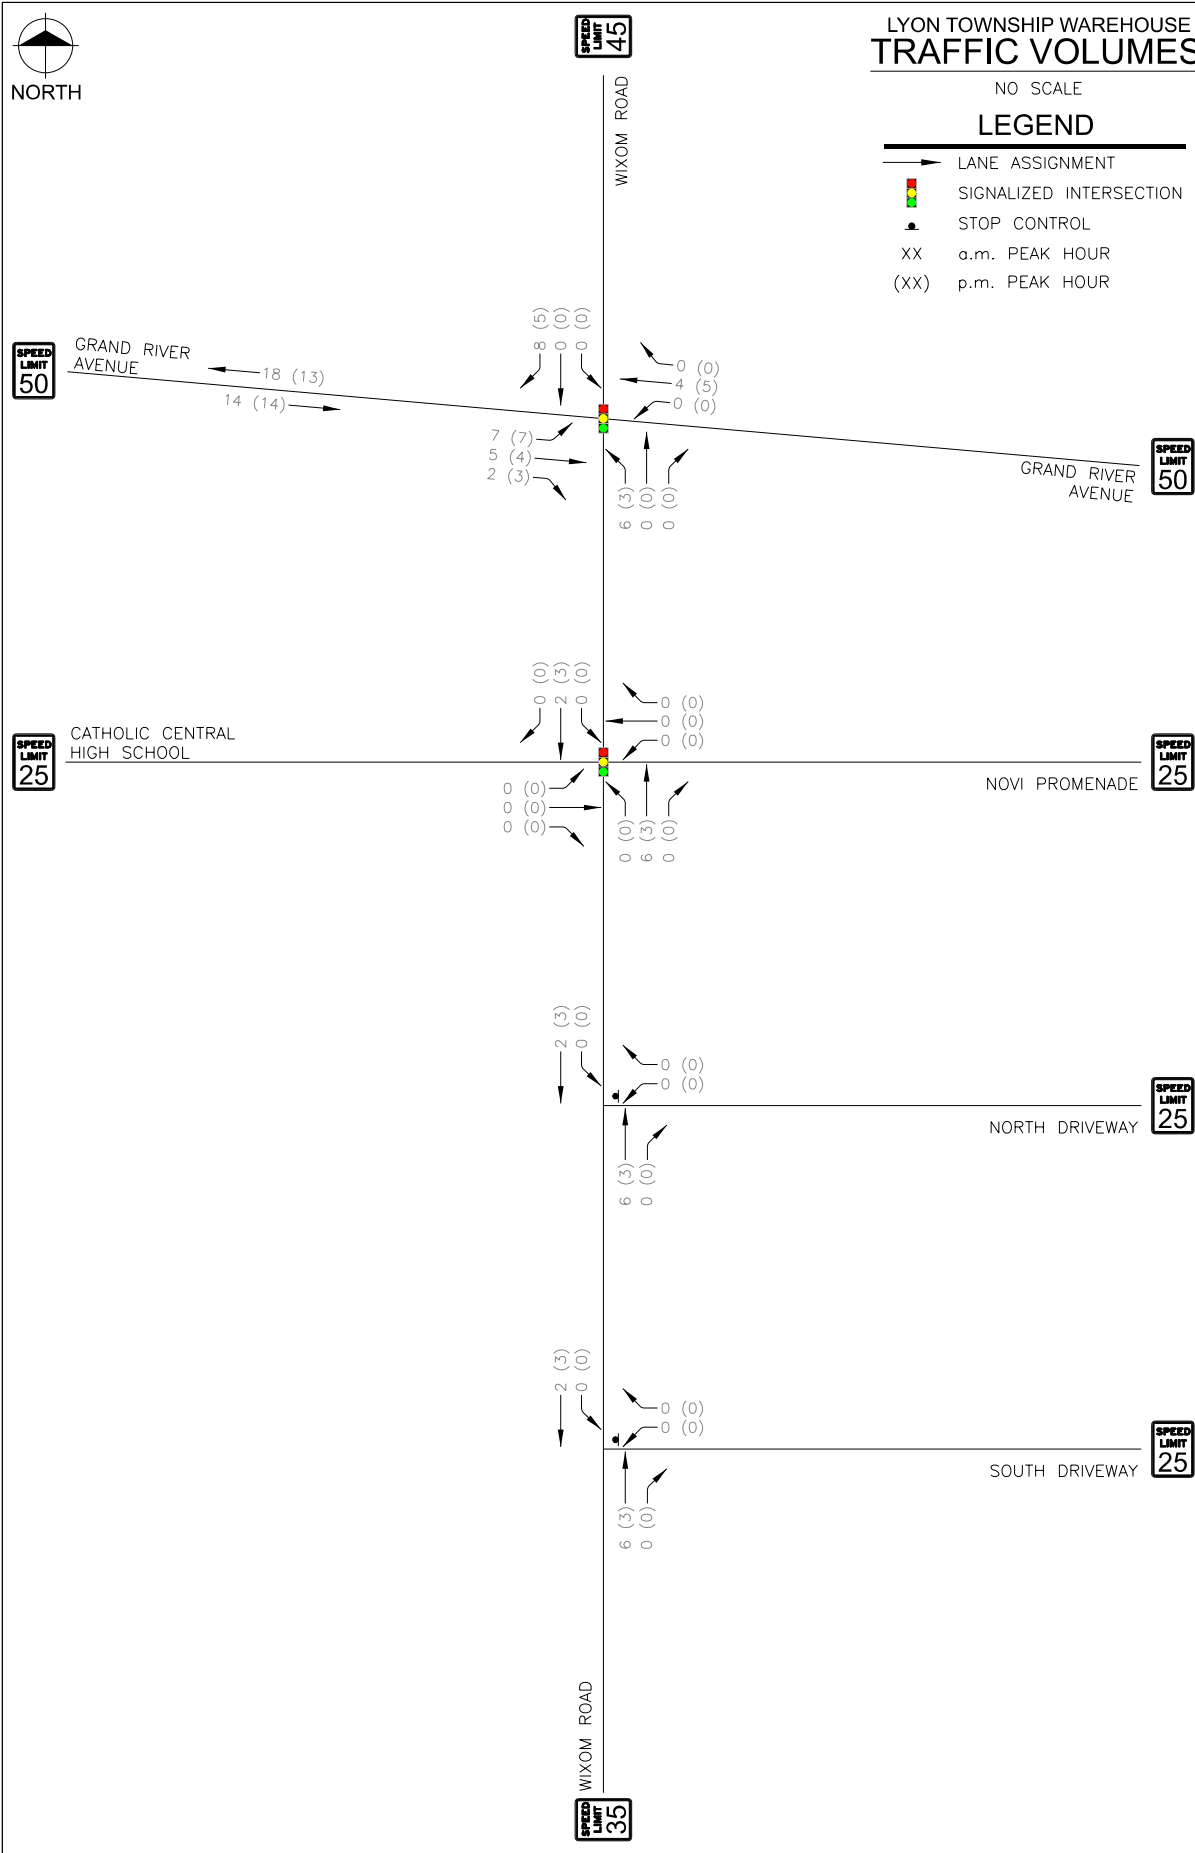 LYON TOWNSHIP WAREHOUSE
TRAFFIC VOLUMES
NO SCALE
LEGEND
LANE ASSIGNMENT
SIGNALIZED INTERSECTION
STOP CONTROL
XX a.m. PEAK HOUR
(XX) p.m. PEAK HOUR
NORTH
SPEED
LIMIT
45
WIXOM ROAD
SPEED
LIMIT
50
GRAND RIVER
AVENUE
18 (13)
14 (14)
8 (5)
0 (0)
0 (0)
0 (0)
4 (5)
0 (0)
7 (7)
5 (4)
2 (3)
6 (3)
0 (0)
0 (0)
GRAND RIVER
AVENUE
SPEED
LIMIT
50
SPEED
LIMIT
25
CATHOLIC CENTRAL
HIGH SCHOOL
0 (0)
2 (3)
0 (0)
0 (0)
0 (0)
0 (0)
0 (0)
0 (0)
0 (0)
0 (0)
6 (3)
0 (0)
NOVI PROMENADE
SPEED
LIMIT
25
2 (3)
0 (0)
0 (0)
0 (0)
6 (3)
0 (0)
NORTH DRIVEWAY
SPEED
LIMIT
25
2 (3)
0 (0)
0 (0)
0 (0)
6 (3)
0 (0)
SOUTH DRIVEWAY
SPEED
LIMIT
25
WIXOM ROAD
SPEED
LIMIT
35